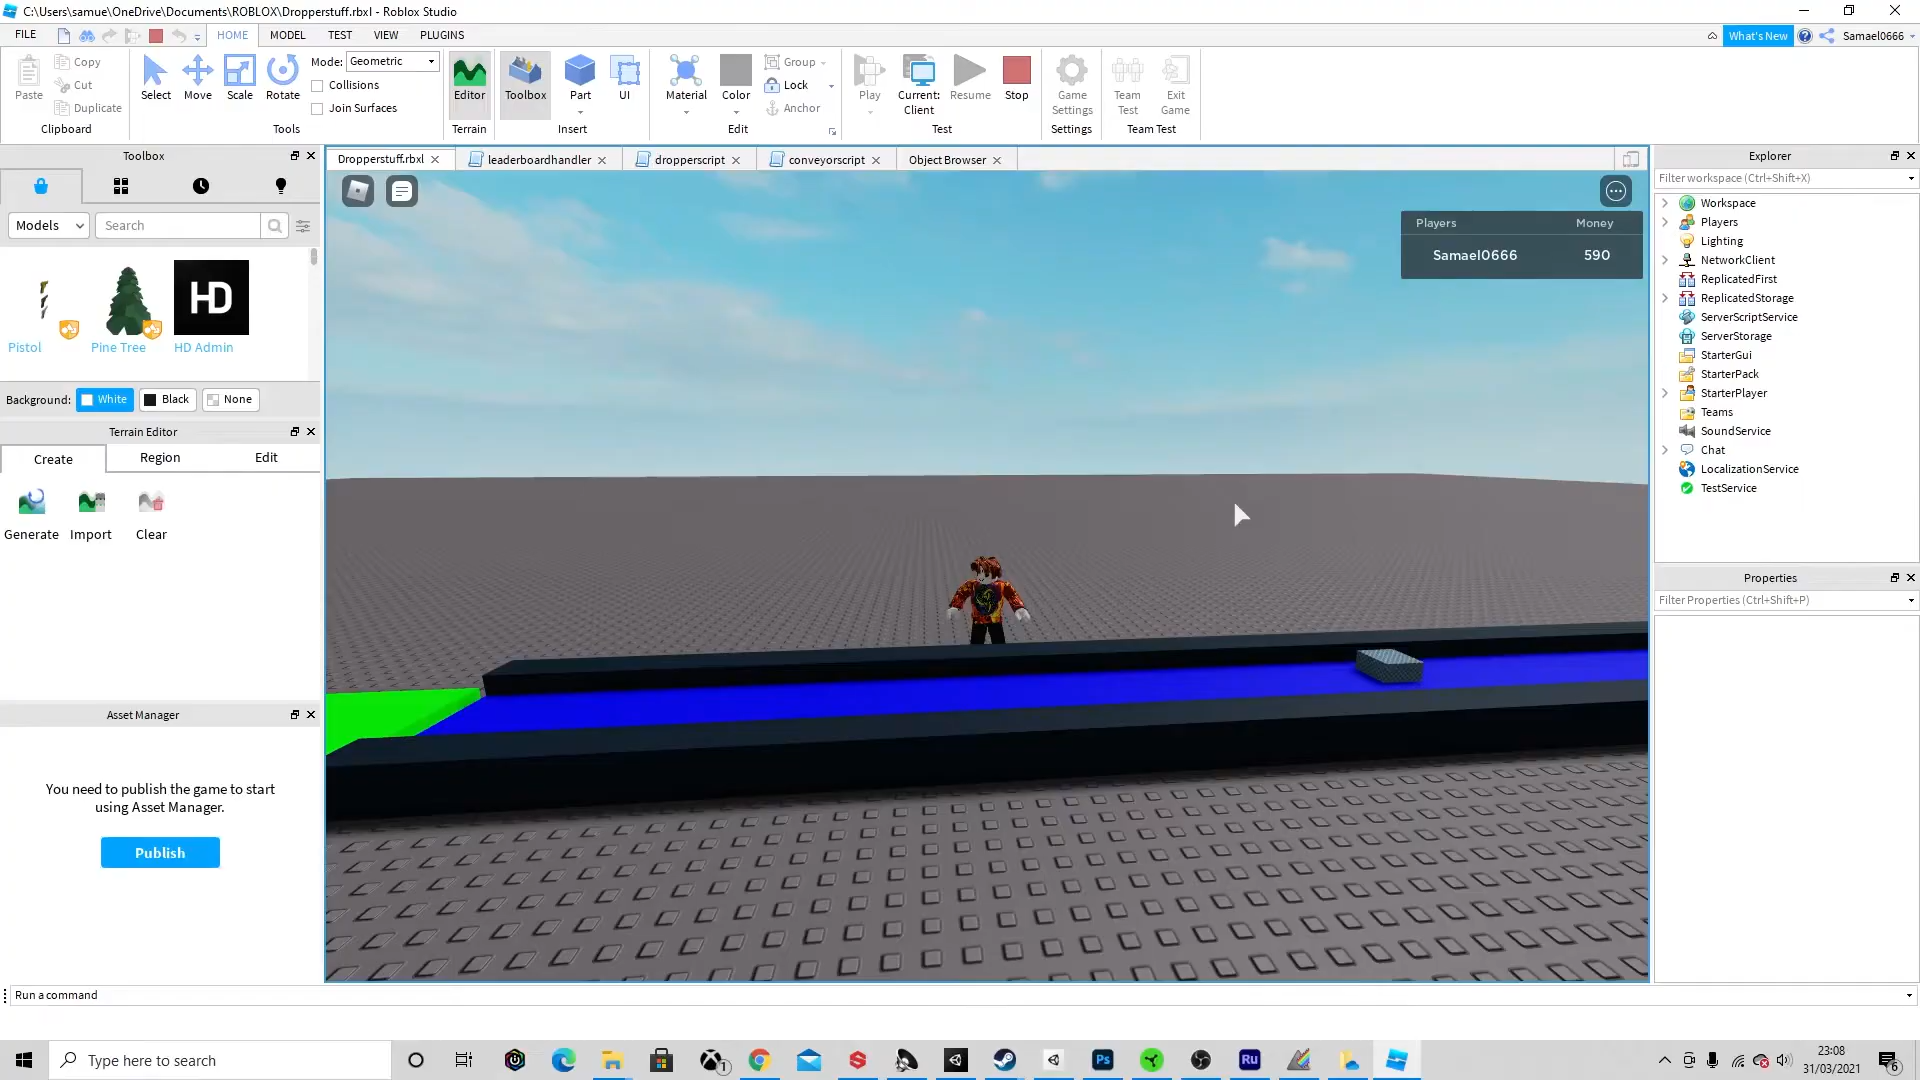 C:\Users\samue\OneDrive\Documents\ROBLOX\Dropperstuff.rbxl - Roblox Studio
FILE HOME MODEL TEST VIEW PLUGINS What's New Samael0666
Paste Copy Cut Duplicate
Clipboard
Select Move Scale Rotate
Mode: Geometric
Collisions
Join Surfaces
Tools
Editor
Terrain
Toolbox Part UI
Insert
Material Color Group Lock Anchor
Edit
Play Current: Client Resume Stop
Test
Game Settings
Settings
Team Test Exit Game
Team Test
Toolbox
Models Search
HD
Pistol Pine Tree HD Admin
Background: White Black None
Terrain Editor
Create Region Edit
Generate Import Clear
Asset Manager
You need to publish the game to start
using Asset Manager.
Publish
Dropperstuff.rbxl leaderboardhandler dropperscript conveyorscript Object Browser
Players Money
Samael0666 590
Explorer
Filter workspace (Ctrl+Shift+X)
Workspace
Players
Lighting
NetworkClient
ReplicatedFirst
ReplicatedStorage
ServerScriptService
ServerStorage
StarterGui
StarterPack
StarterPlayer
Teams
SoundService
Chat
LocalizationService
TestService
Properties
Filter Properties (Ctrl+Shift+P)
Run a command
Type here to search
1
Ps
Ru
23:08
31/03/2021
6